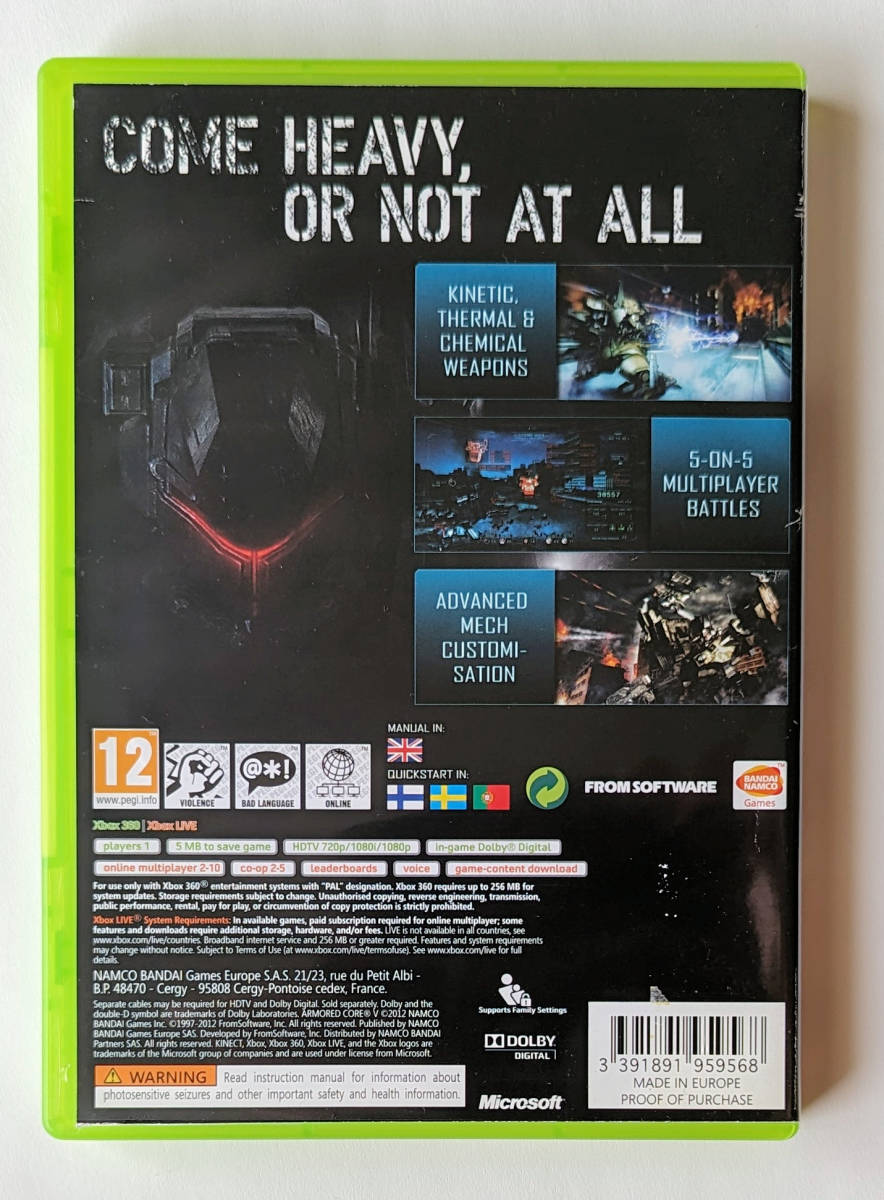 COME HEAVY,
OR NOT AT ALL
KINETIC,
THERMAL &
CHEMICAL
WEAPONS
38557
5-ON-5
MULTIPLAYER
BATTLES
ADVANCED
MECH
CUSTOMI-
SATION
12
www.pegi.info
VIOLENCE
@*!
BAD LANGUAGE
ONLINE
MANUAL IN:
QUICKSTART IN:
FROMSOFTWARE
BANDAI
NAMCO
Games
Xbox 360 | Xbox LIVE
players 1
5 MB to save game
HDTV 720p/1080i/1080p
in-game Dolby® Digital
online multiplayer 2-10
co-op 2-5
leaderboards
voice
game-content download
For use only with Xbox 360® entertainment systems with "PAL" designation. Xbox 360 requires up to 256 MB for
system updates. Storage requirements subject to change. Unauthorised copying, reverse engineering, transmission,
public performance, rental, pay for play, or circumvention of copy protection is strictly prohibited.
Xbox LIVE® System Requirements: In available games, paid subscription required for online multiplayer; some
features and downloads require additional storage, hardware, and/or fees. LIVE is not available in all countries, see
www.xbox.com/live/countries. Broadband internet service and 256 MB or greater required. Features and system requirements
may change without notice. Subject to Terms of Use (at www.xbox.com/live/termsofuse). See www.xbox.com/live for full
details.
NAMCO BANDAI Games Europe S.A.S. 21/23, rue du Petit Albi -
B.P. 48470 - Cergy - 95808 Cergy-Pontoise cedex, France.
Separate cables may be required for HDTV and Dolby Digital. Sold separately. Dolby and the
double-D symbol are trademarks of Dolby Laboratories. ARMORED CORE® V ©2012 NAMCO
BANDAI Games Inc. ©1997-2012 FromSoftware, Inc. All rights reserved. Published by NAMCO
BANDAI Games Europe SAS. Developed by FromSoftware, Inc. Distributed by NAMCO BANDAI
Partners SAS. All rights reserved. KINECT, Xbox, Xbox 360, Xbox LIVE, and the Xbox logos are
trademarks of the Microsoft group of companies and are used under license from Microsoft.
WARNING Read instruction manual for information about
photosensitive seizures and other important safety and health information.
Supports Family Settings
DOLBY
DIGITAL
Microsoft
3 391891 959568
MADE IN EUROPE
PROOF OF PURCHASE